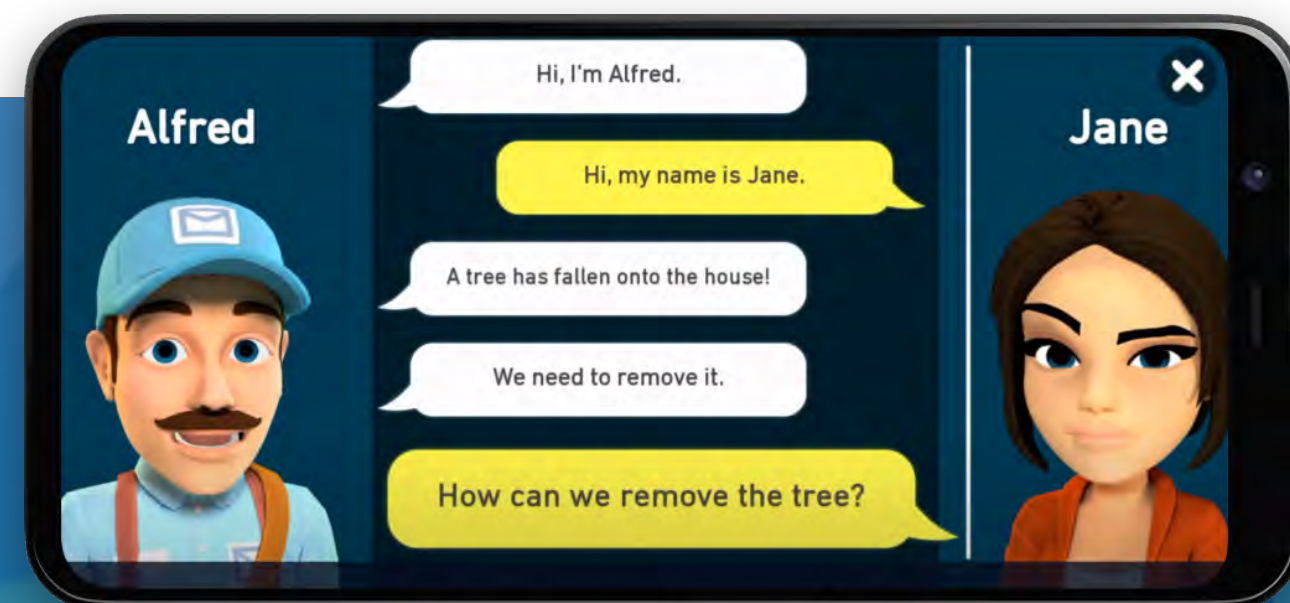 Alfred
Hi, I'm Alfred.
Jane
Hi, my name is Jane.
A tree has fallen onto the house!
We need to remove it.
How can we remove the tree?